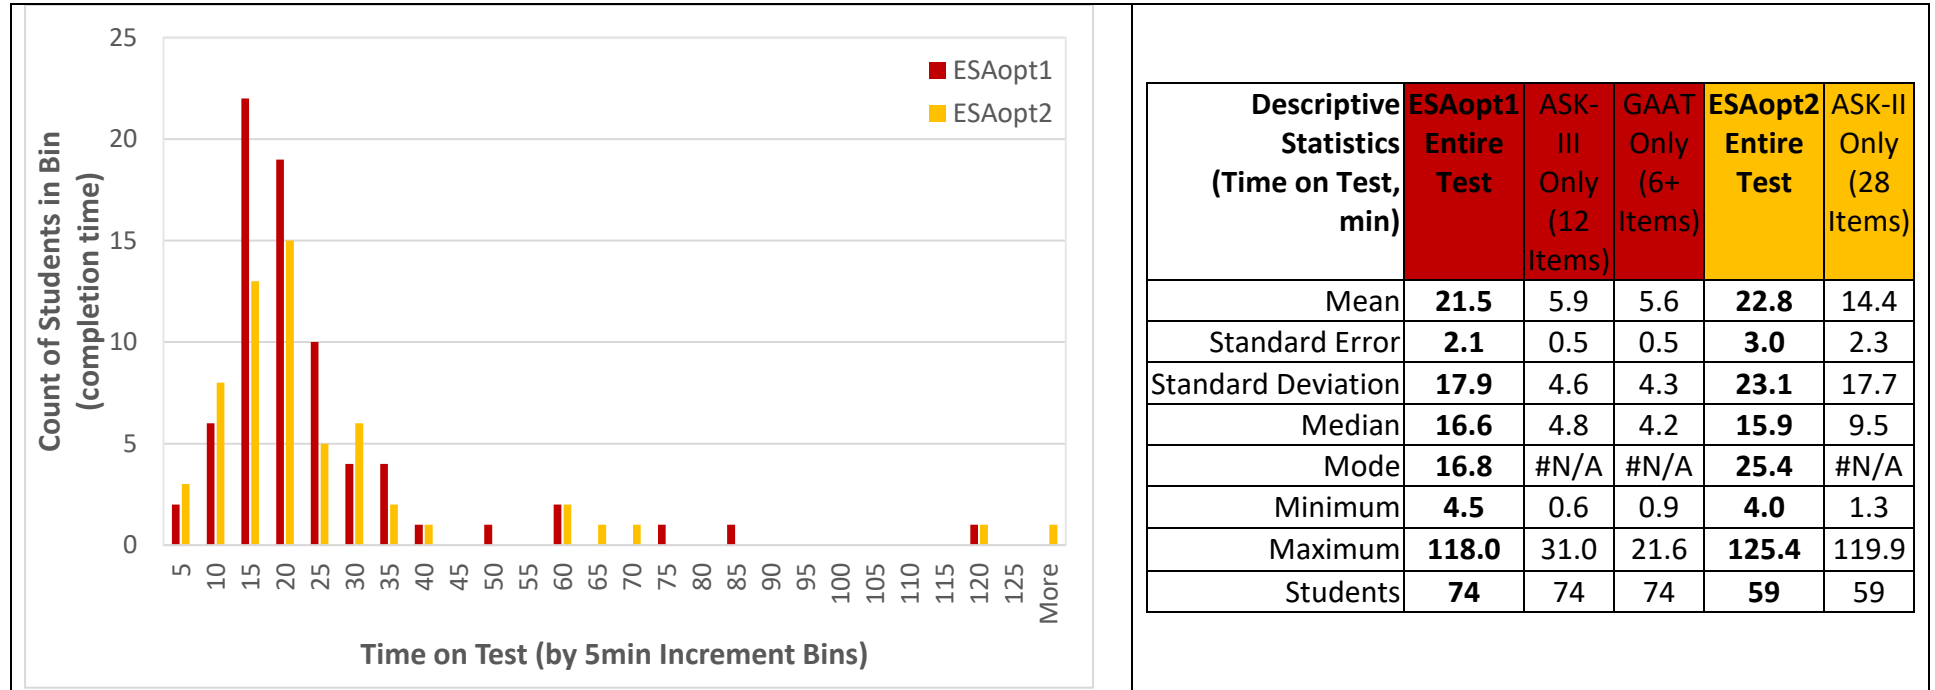 25
20
15
10
5
0
Count of Students in Bin
(completion time)
ESAopt1
ESAopt2
5 10 15 20 25 30 35 40 45 50 55 60 65 70 75 80 85 90 95 100 105 110 115 120 125 More
Time on Test (by 5min Increment Bins)
Descriptive Statistics (Time on Test, min) ESAopt1 Entire Test ASK-III Only (12 Items) GAAT Only (6+ Items) ESAopt2 Entire Test ASK-II Only (28 Items)
Mean 21.5 5.9 5.6 22.8 14.4
Standard Error 2.1 0.5 0.5 3.0 2.3
Standard Deviation 17.9 4.6 4.3 23.1 17.7
Median 16.6 4.8 4.2 15.9 9.5
Mode 16.8 #N/A #N/A 25.4 #N/A
Minimum 4.5 0.6 0.9 4.0 1.3
Maximum 118.0 31.0 21.6 125.4 119.9
Students 74 74 74 59 59